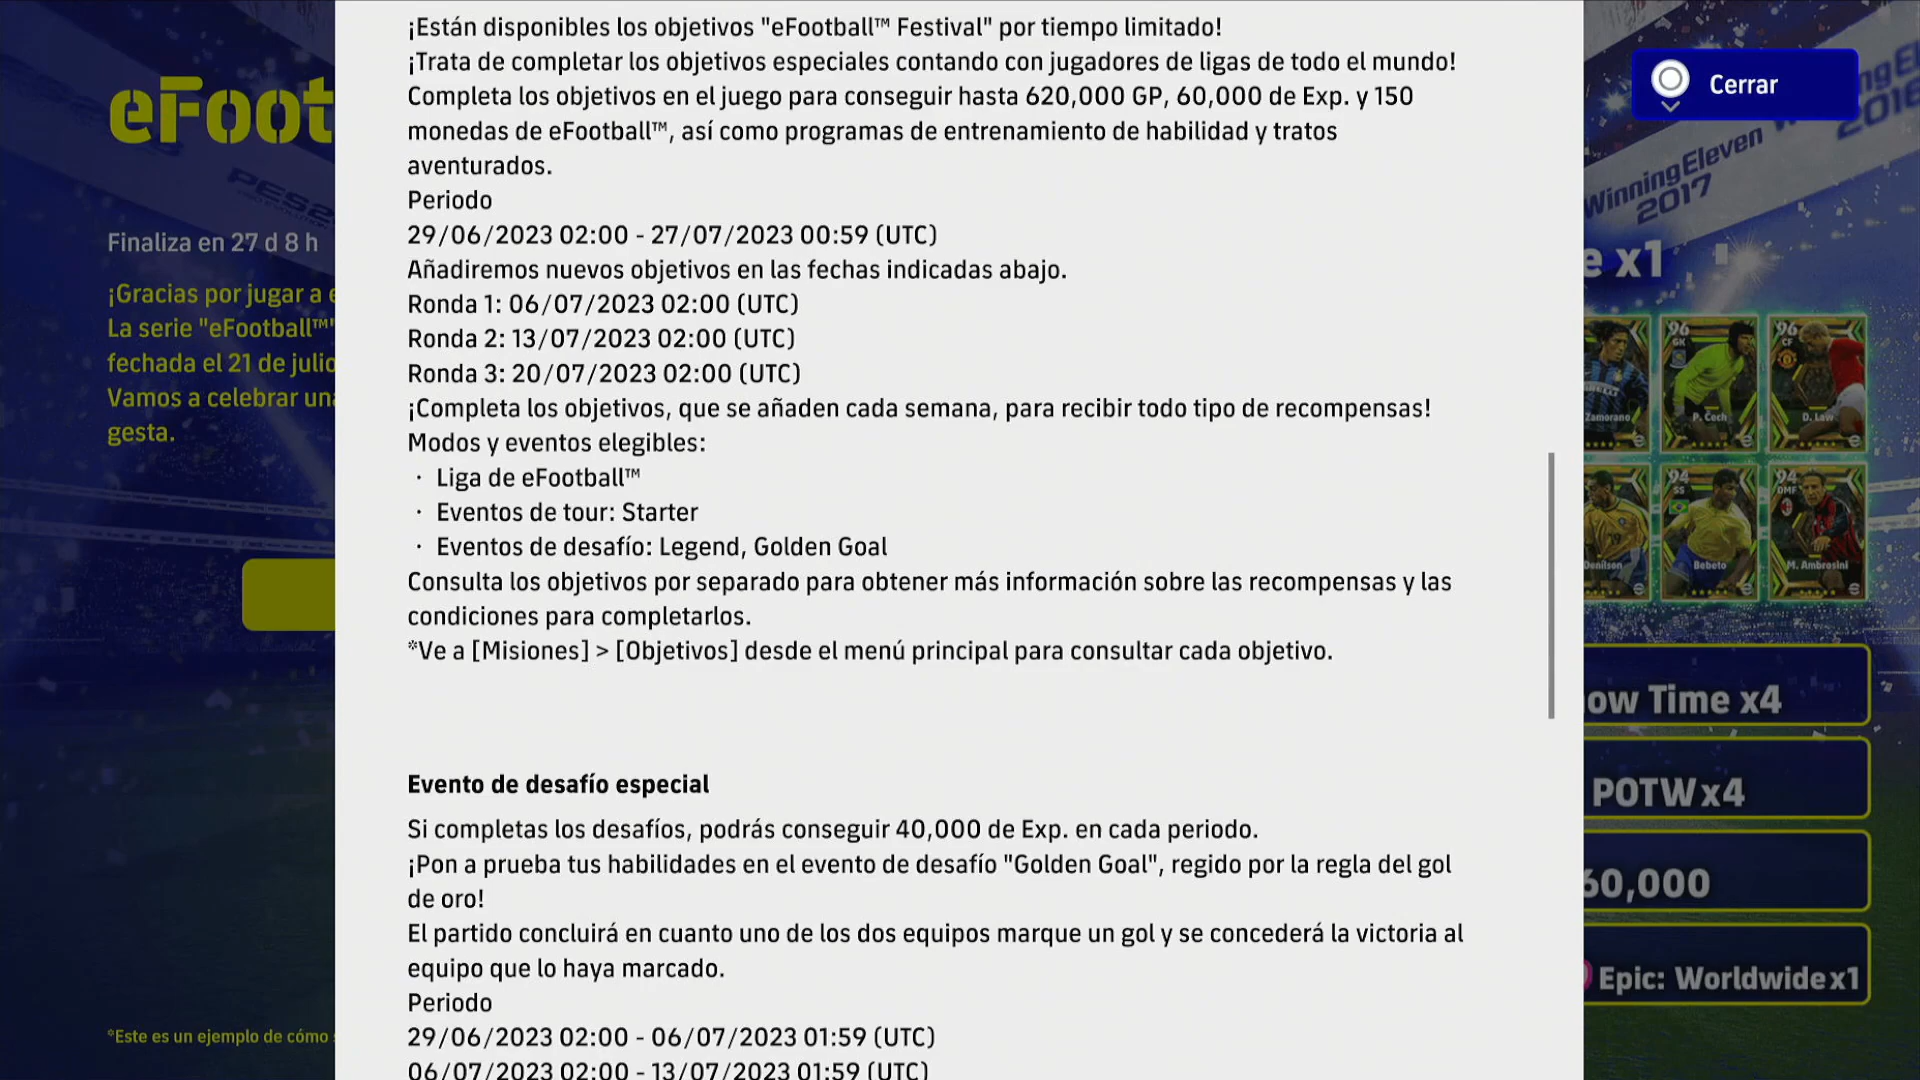 ¡Están disponibles los objetivos "eFootball™ Festival" por tiempo limitado!
¡Trata de completar los objetivos especiales contando con jugadores de ligas de todo el mundo!
Completa los objetivos en el juego para conseguir hasta 620,000 GP, 60,000 de Exp. y 150
monedas de eFootball™, así como programas de entrenamiento de habilidad y tratos
aventurados.
Periodo
29/06/2023 02:00 - 27/07/2023 00:59 (UTC)
Añadiremos nuevos objetivos en las fechas indicadas abajo.
Ronda 1: 06/07/2023 02:00 (UTC)
Ronda 2: 13/07/2023 02:00 (UTC)
Ronda 3: 20/07/2023 02:00 (UTC)
¡Completa los objetivos, que se añaden cada semana, para recibir todo tipo de recompensas!
Modos y eventos elegibles:
· Liga de eFootball™
· Eventos de tour: Starter
· Eventos de desafío: Legend, Golden Goal
Consulta los objetivos por separado para obtener más información sobre las recompensas y las
condiciones para completarlos.
*Ve a [Misiones] > [Objetivos] desde el menú principal para consultar cada objetivo.
Evento de desafío especial
Si completas los desafíos, podrás conseguir 40,000 de Exp. en cada periodo.
¡Pon a prueba tus habilidades en el evento de desafío "Golden Goal", regido por la regla del gol
de oro!
El partido concluirá en cuanto uno de los dos equipos marque un gol y se concederá la victoria al
equipo que lo haya marcado.
Periodo
29/06/2023 02:00 - 06/07/2023 01:59 (UTC)
06/07/2023 02:00 - 13/07/2023 01:59 (UTC)
Cerrar
eFoot
Finaliza en 27 d 8 h
¡Gracias por jugar a e
La serie "eFootball™"
fechada el 21 de julio
Vamos a celebrar una
gesta.
*Este es un ejemplo de cómo
WinningEleven
2017
e x1
Zamorano
96
GK
P. Čech
96
CF
D. Law
Denílson
94
SS
Bebeto
94
DMF
M. Ambrosini
ow Time x4
POTW x4
60,000
Epic: Worldwide x1